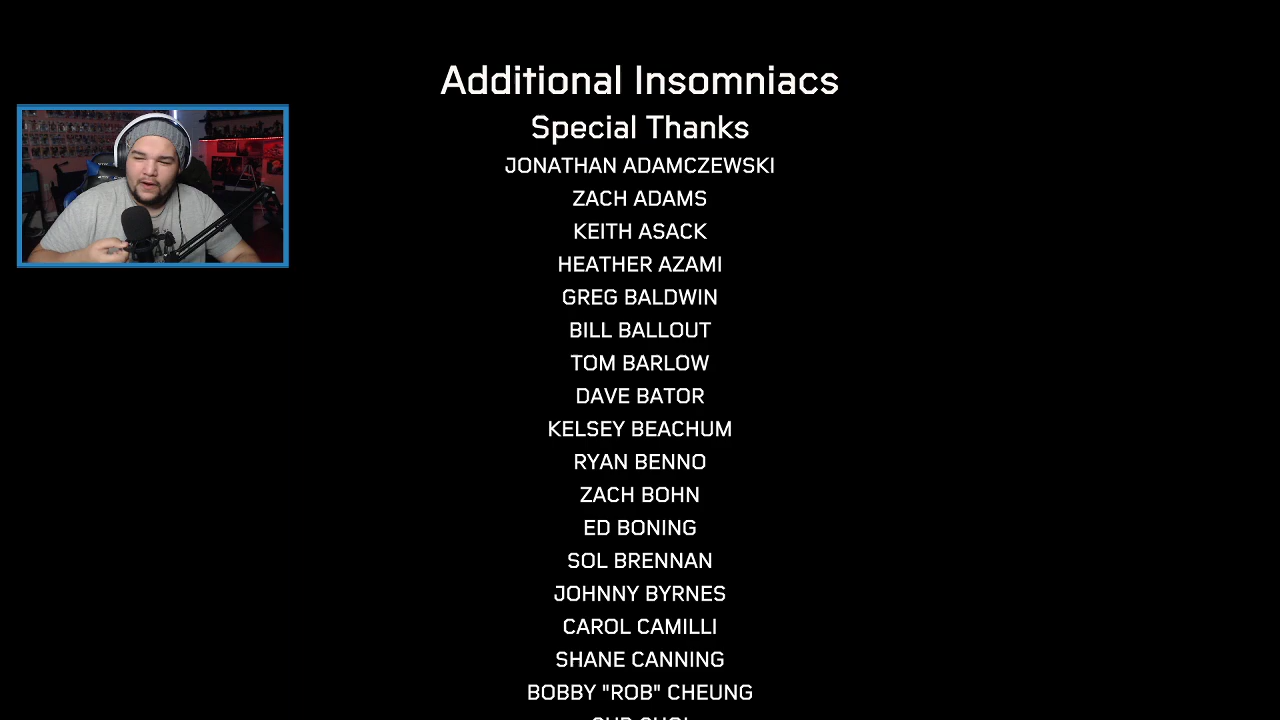 Additional Insomniacs
Special Thanks
JONATHAN ADAMCZEWSKI
ZACH ADAMS
KEITH ASACK
HEATHER AZAMI
GREG BALDWIN
BILL BALLOUT
TOM BARLOW
DAVE BATOR
KELSEY BEACHUM
RYAN BENNO
ZACH BOHN
ED BONING
SOL BRENNAN
JOHNNY BYRNES
CAROL CAMILLI
SHANE CANNING
BOBBY "ROB" CHEUNG